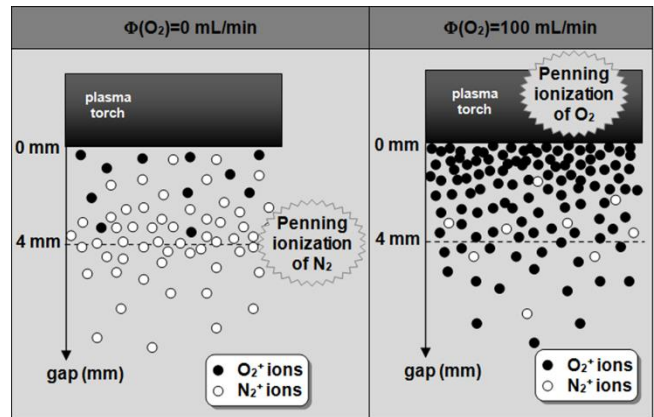 Φ(O₂)=0 mL/min
plasma
torch
0 mm
4 mm
Penning
ionization
of N₂
gap (mm)
O₂⁺ ions
N₂⁺ ions
Φ(O₂)=100 mL/min
Penning
ionization
of O₂
plasma
torch
0 mm
4 mm
gap (mm)
O₂⁺ ions
N₂⁺ ions